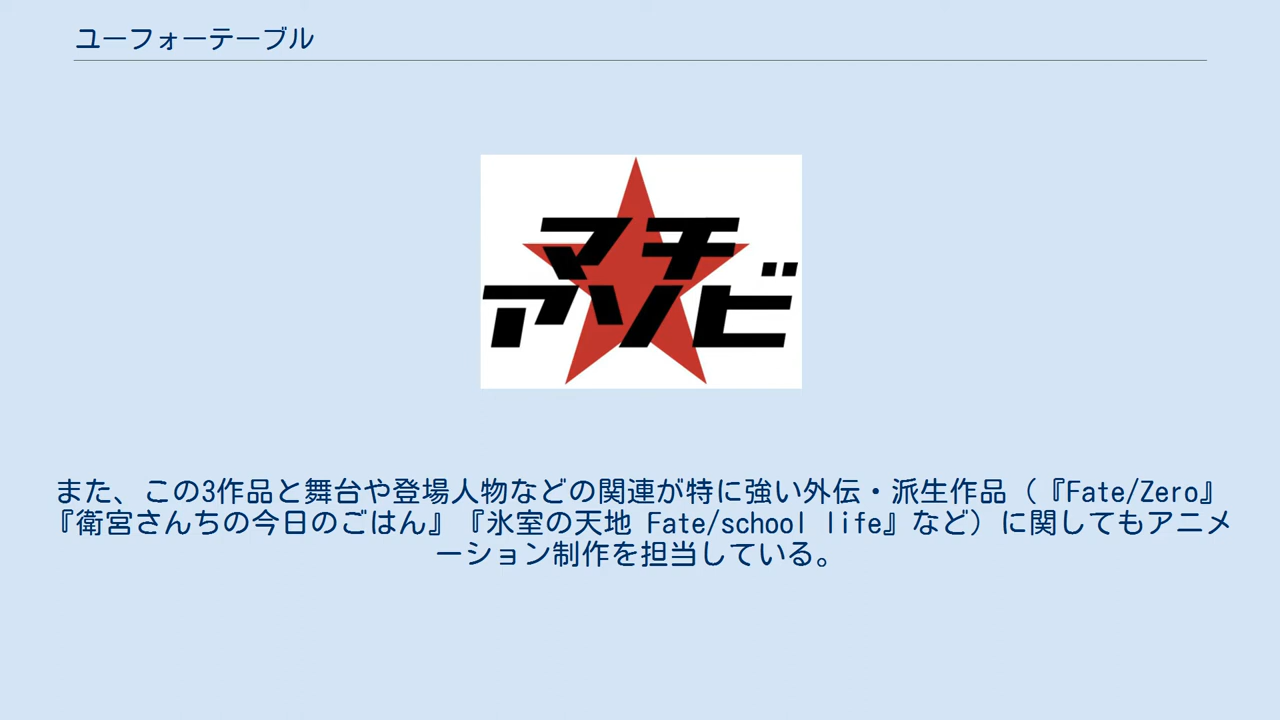 ユーフォーテーブル
マチ
アソビ
また、この3作品と舞台や登場人物などの関連が特に強い外伝・派生作品（『Fate/Zero』
『衛宮さんちの今日のごはん』『氷室の天地 Fate/school life』など）に関してもアニメ
ーション制作を担当している。